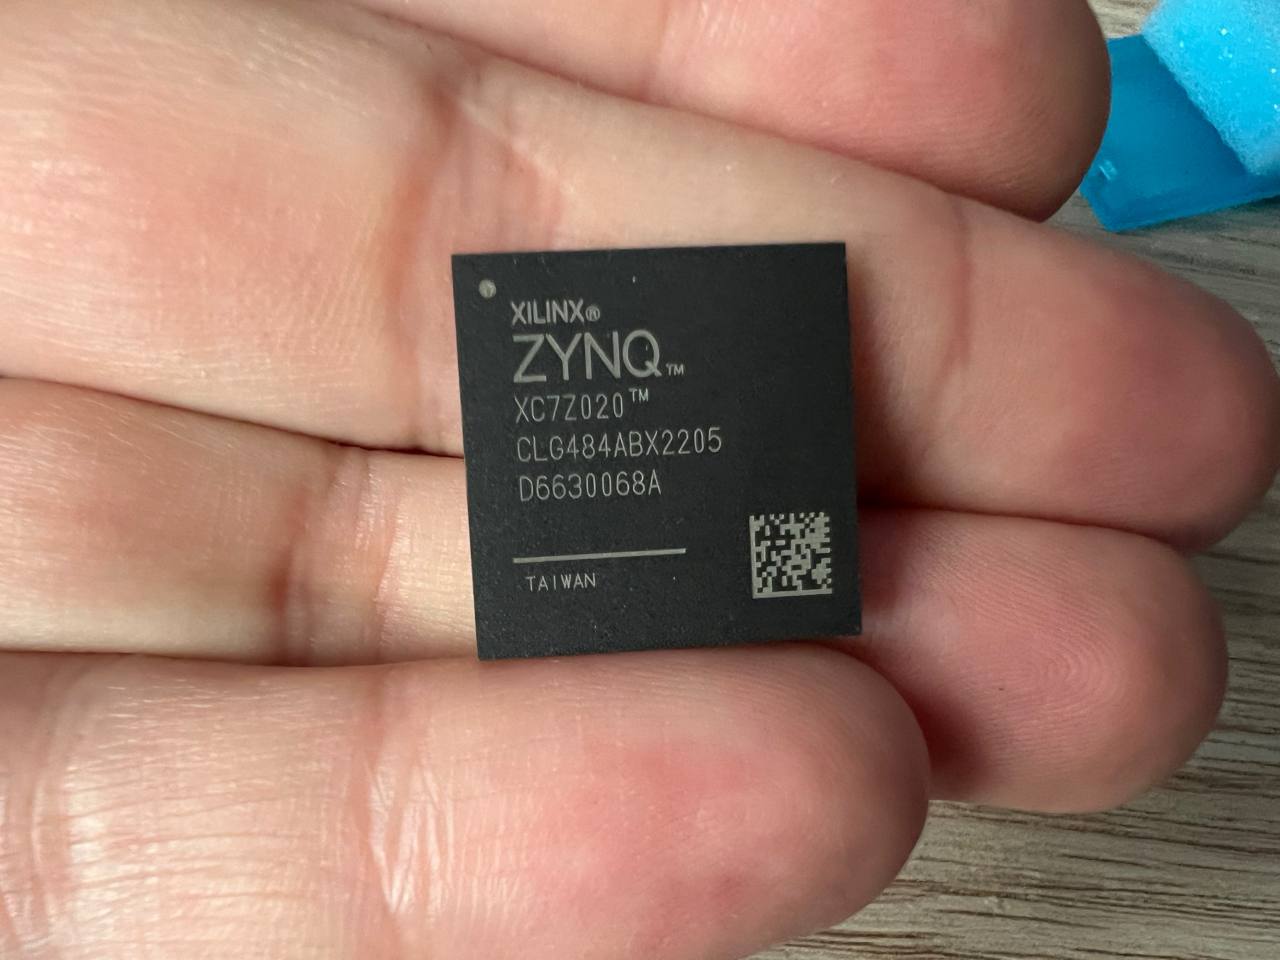 XILINX®
ZYNQ™
XC7Z020™
CLG484ABX2205
D6630068A
TAIWAN